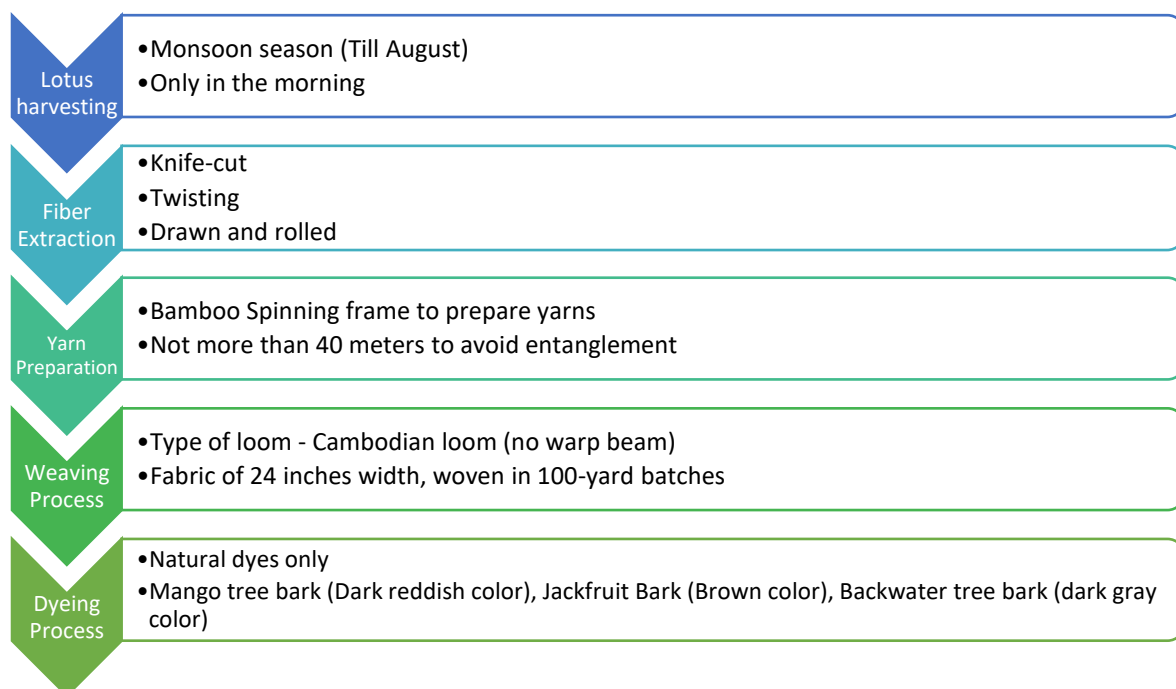 Lotus
harvesting
•Monsoon season (Till August)
•Only in the morning
Fiber
Extraction
•Knife-cut
•Twisting
•Drawn and rolled
Yarn
Preparation
•Bamboo Spinning frame to prepare yarns
•Not more than 40 meters to avoid entanglement
Weaving
Process
•Type of loom - Cambodian loom (no warp beam)
•Fabric of 24 inches width, woven in 100-yard batches
Dyeing
Process
•Natural dyes only
•Mango tree bark (Dark reddish color), Jackfruit Bark (Brown color), Backwater tree bark (dark gray
color)